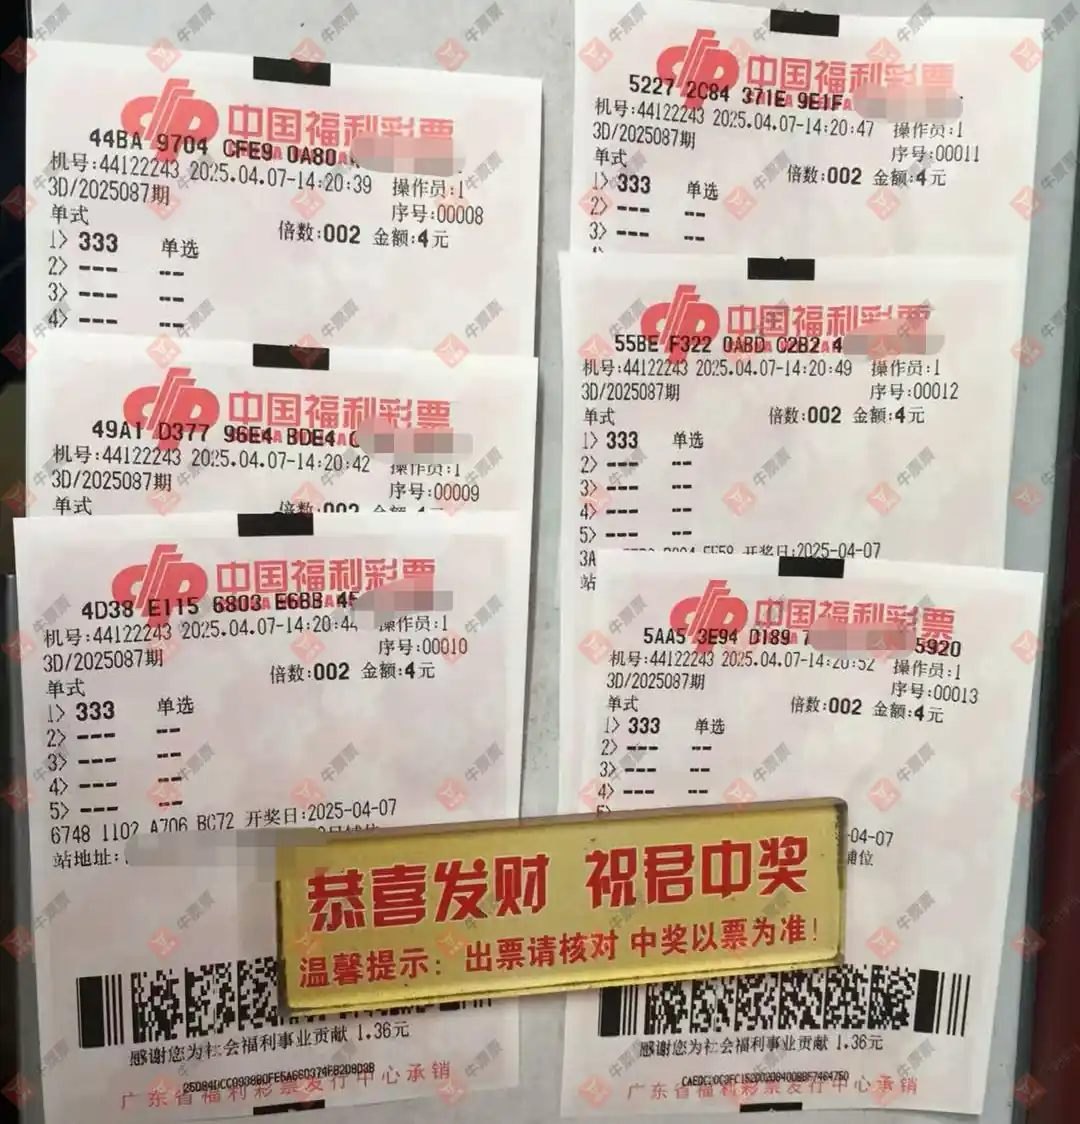 中国福利彩票
44BA 9704 CFE9 0A80
机号:44122243 2025.04.07-14:20:39 操作员:1
3D/2025087期 序号:00008
单式 倍数:002 金额:4元
1> 333 单选
2> --- --
3> --- --
4> --- --
中国福利彩票
49A1 D377 96E4 BDE4
机号:44122243 2025.04.07-14:20:42 操作员:1
3D/2025087期 序号:00009
单式 倍数:002 金额:4元
中国福利彩票
4D38 E115 6803 E6BB 4F
机号:44122243 2025.04.07-14:20:44 操作员:1
3D/2025087期 序号:00010
单式 倍数:002 金额:4元
1> 333 单选
2> --- --
3> --- --
4> --- --
5> --- --
6748 1102 A706 BC72 开奖日:2025-04-07
站地址:
感谢您为社会福利事业贡献 1.36元
广东省福利彩票发行中心承销
中国福利彩票
5227 2C84 371E 9E1F
机号:44122243 2025.04.07-14:20:47 操作员:1
3D/2025087期 序号:00011
单式 倍数:002 金额:4元
1> 333 单选
2> --- --
3> --- --
中国福利彩票
55BE F322 0ABD C2B2 4
机号:44122243 2025.04.07-14:20:49 操作员:1
3D/2025087期 序号:00012
单式 倍数:002 金额:4元
1> 333 单选
2> --- --
3> --- --
4> --- --
5> --- --
3A 开奖日:2025-04-07
站
中国福利彩票
5AA5 3E94 D189 5920
机号:44122243 2025.04.07-14:20:52 操作员:1
3D/2025087期 序号:00013
单式 倍数:002 金额:4元
1> 333 单选
2> --- --
3> --- --
4> --- --
-04-07
铺位
感谢您为社会福利事业贡献 1.36元
广东省福利彩票发行中心承销
恭喜发财 祝君中奖
温馨提示：出票请核对 中奖以票为准！
牛票票